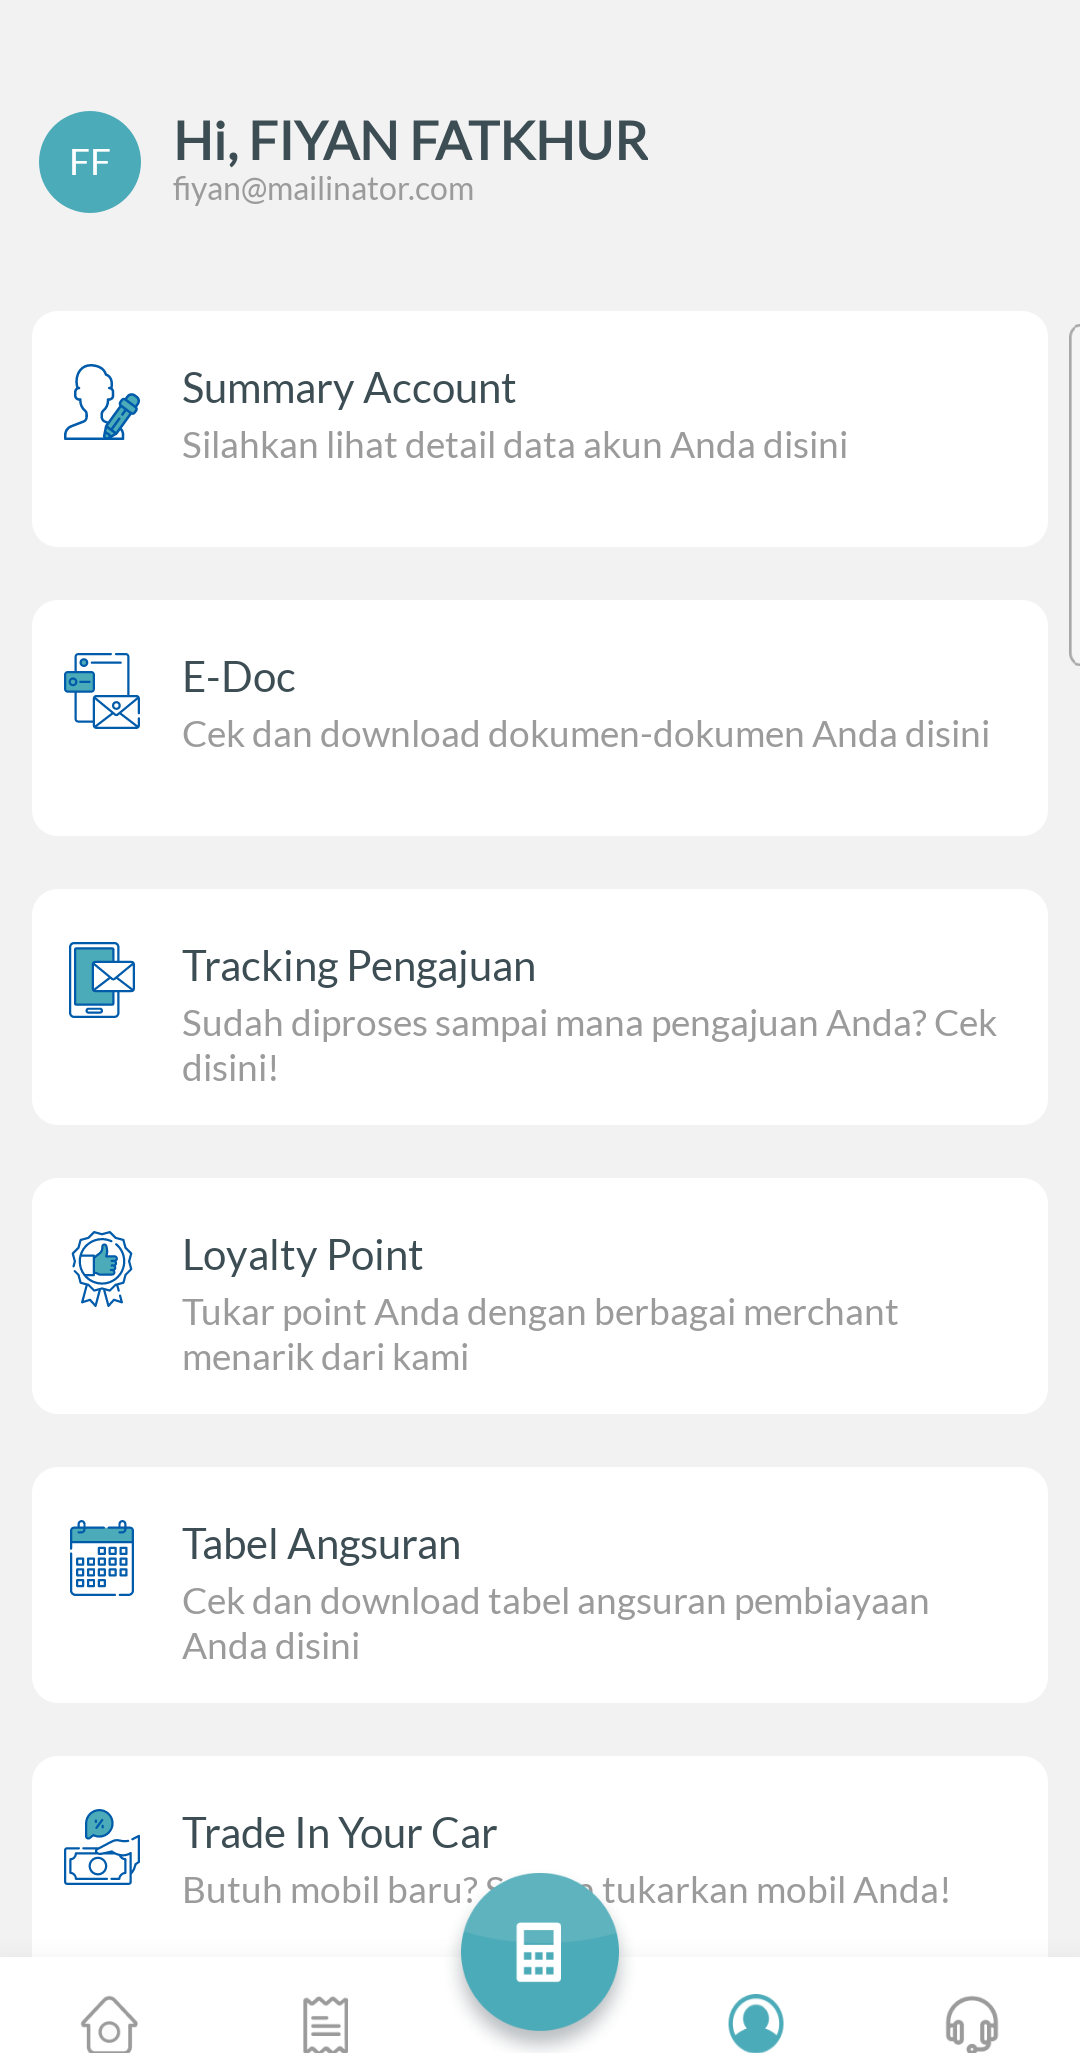 FF
Hi, FIYAN FATKHUR
fiyan@mailinator.com
Summary Account
Silahkan lihat detail data akun Anda disini
E-Doc
Cek dan download dokumen-dokumen Anda disini
Tracking Pengajuan
Sudah diproses sampai mana pengajuan Anda? Cek
disini!
Loyalty Point
Tukar point Anda dengan berbagai merchant
menarik dari kami
Tabel Angsuran
Cek dan download tabel angsuran pembiayaan
Anda disini
Trade In Your Car
Butuh mobil baru? tukarkan mobil Anda!